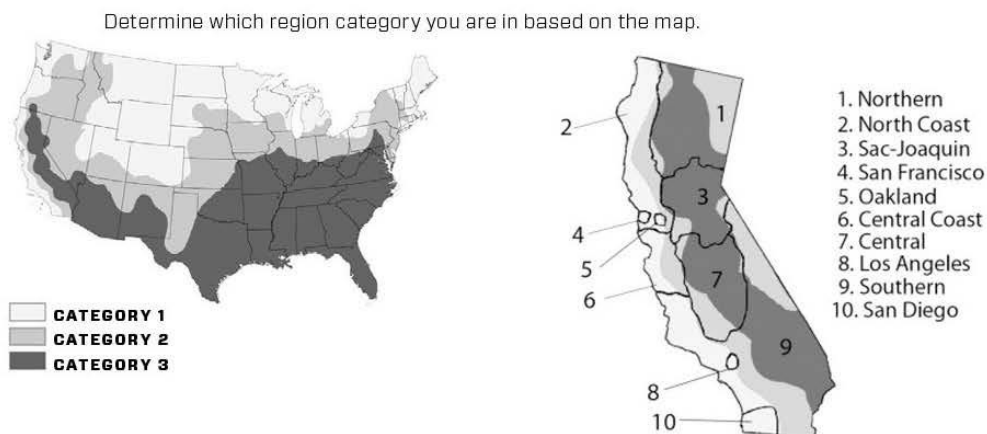 Determine which region category you are in based on the map.
CATEGORY 1
CATEGORY 2
CATEGORY 3
1
2
3
4
5
6
7
8
9
10
1. Northern
2. North Coast
3. Sac-Joaquin
4. San Francisco
5. Oakland
6. Central Coast
7. Central
8. Los Angeles
9. Southern
10. San Diego